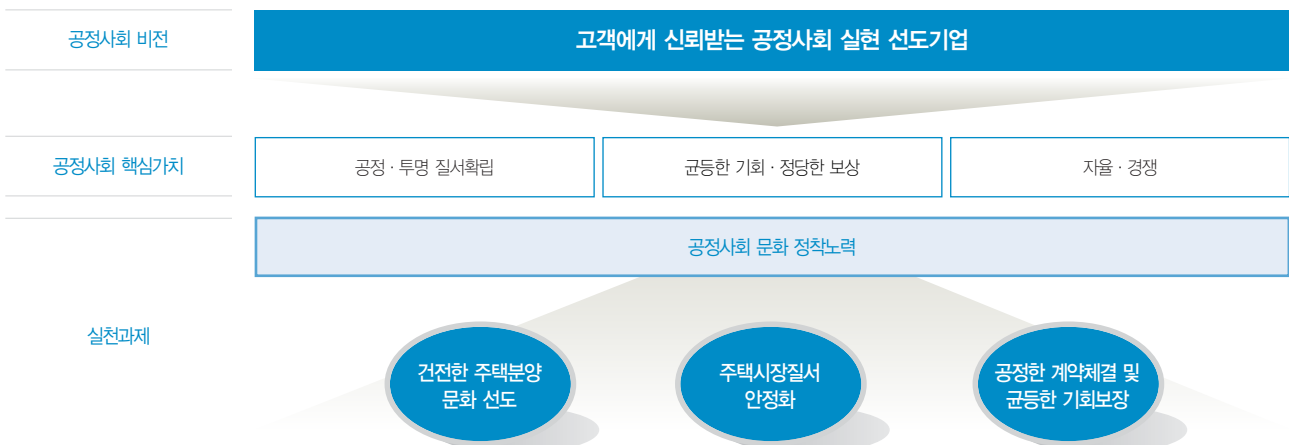 공정사회 비전
고객에게 신뢰받는 공정사회 실현 선도기업
공정사회 핵심가치
공정 · 투명 질서확립
균등한 기회 · 정당한 보상
자율 · 경쟁
공정사회 문화 정착노력
실천과제
건전한 주택분양
문화 선도
주택시장질서
안정화
공정한 계약체결 및
균등한 기회보장